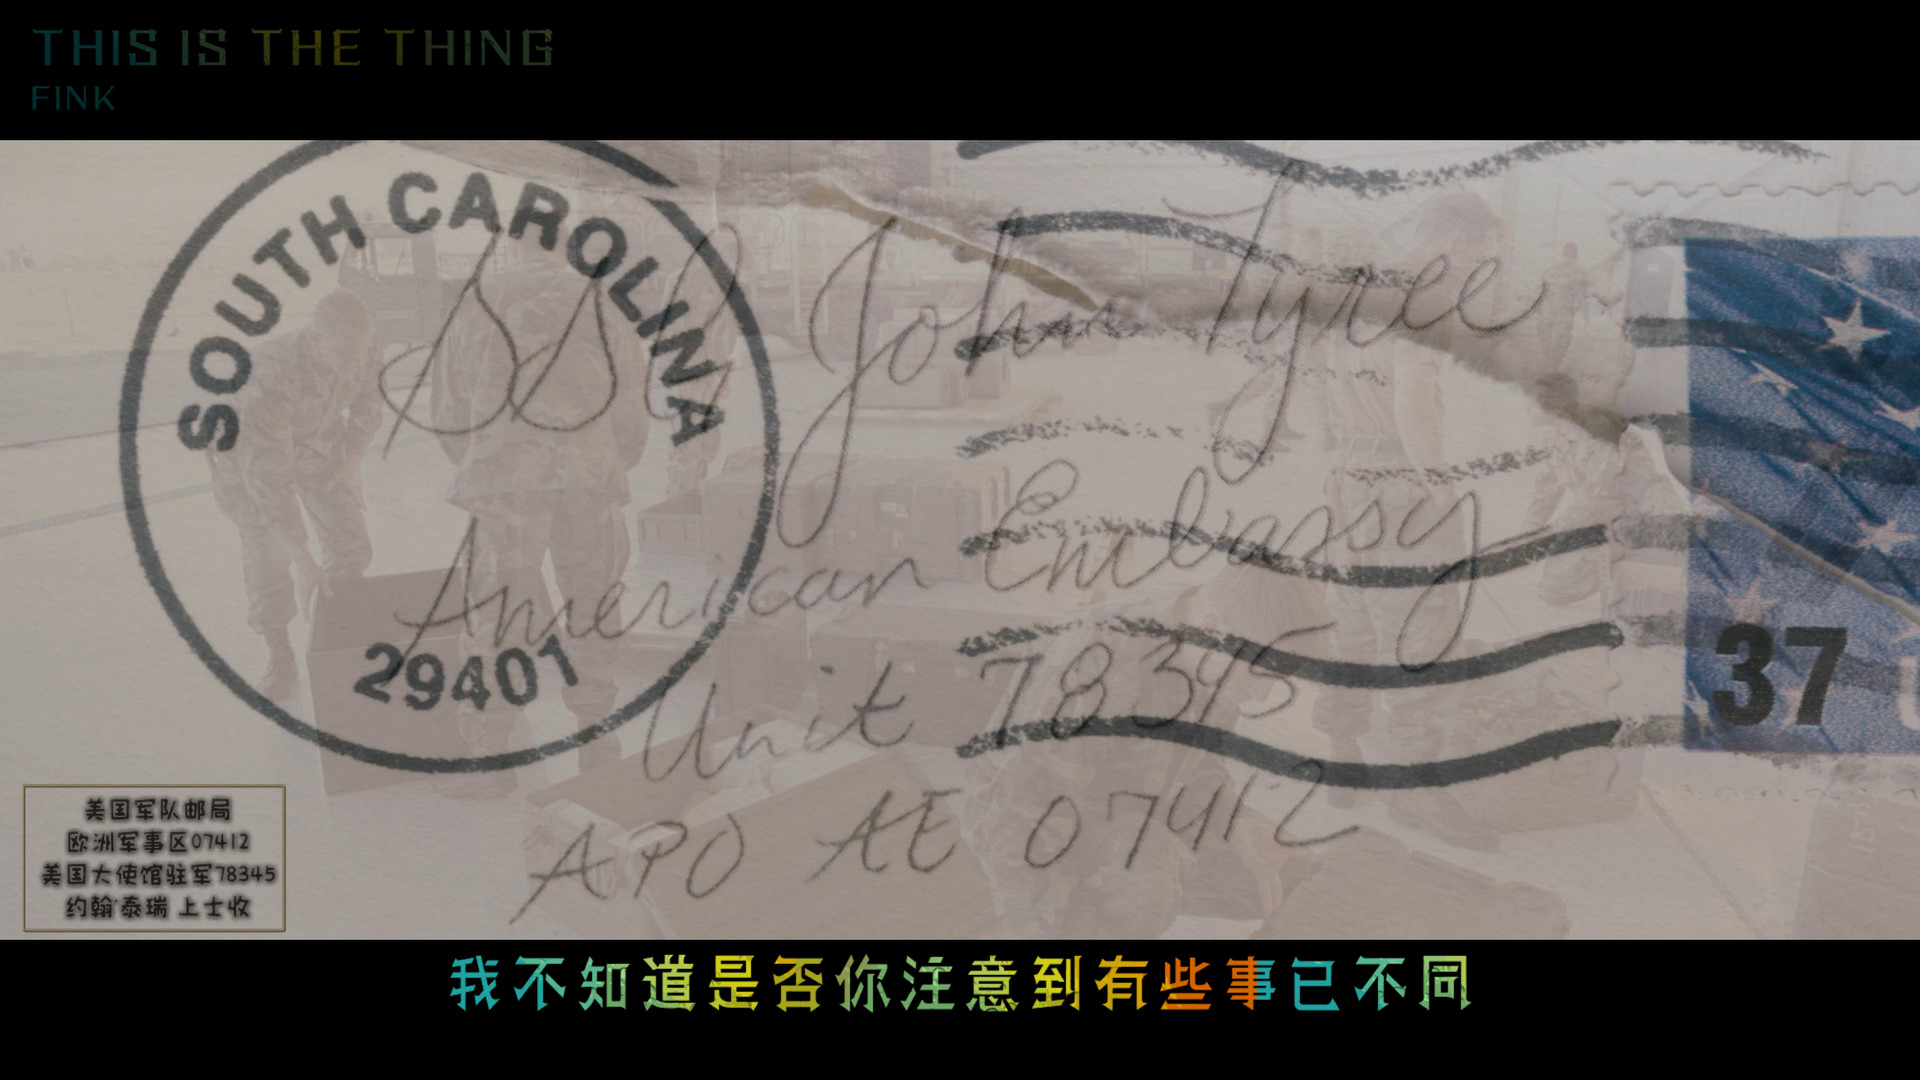 THIS IS THE THING
FINK
SOUTH CAROLINA
29401
SSG John Tyree
American Embassy
Unit 78395
APO AE 07412
37
美国军队邮局
欧洲军事区07412
美国大使馆驻军78345
约翰·泰瑞 上士收
我不知道是否你注意到有些事已不同